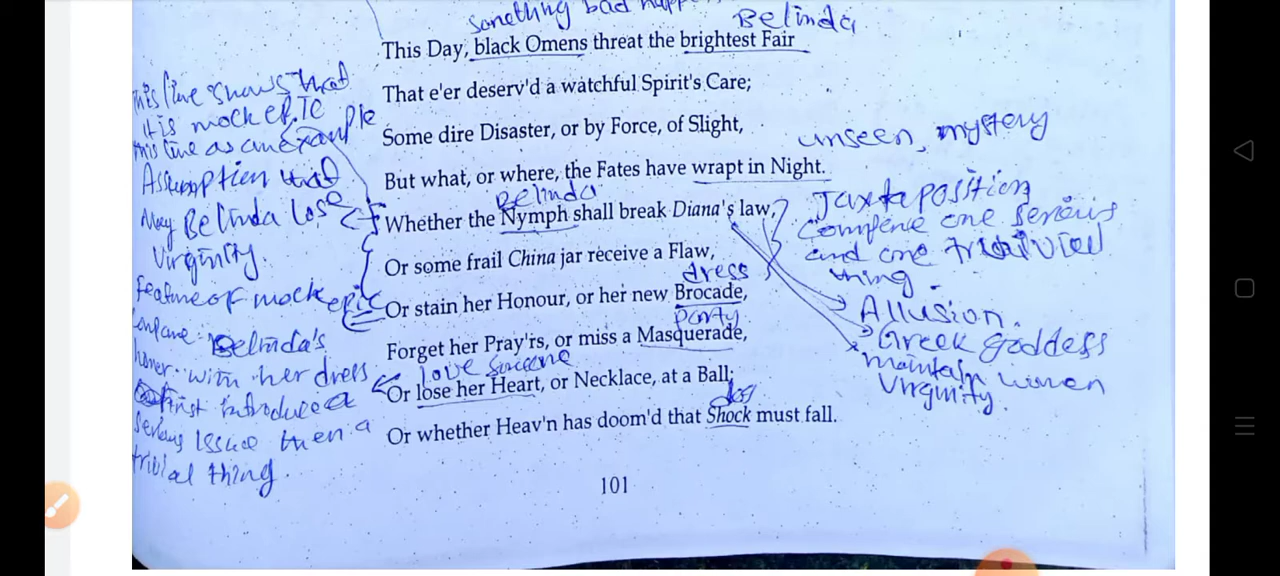 something bad
Belinda
This Day, black Omens threat the brightest Fair
That e'er deserv'd a watchful Spirit's Care;
Some dire Disaster, or by Force, of Slight,
But what, or where, the Fates have wrapt in Night.
Belinda
Whether the Nymph shall break Diana's law,
Or some frail China jar receive a Flaw,
dress
Or stain her Honour, or her new Brocade,
party
Forget her Pray'rs, or miss a Masquerade,
love someone
Or lose her Heart, or Necklace, at a Ball;
dog
Or whether Heav'n has doom'd that Shock must fall.
101
This line shows that
it is mock epic
this line as an example
Assumption that
May Belinda lose
Virginity.
feature of mock epic
Belinda's
honer. with her dress
first introduce a
serious issue then a
trivial thing.
unseen, mystery
Juxtaposition
one serious
and one trivial
thing.
Allusion.
Greek goddess
maintain women
Virginity.